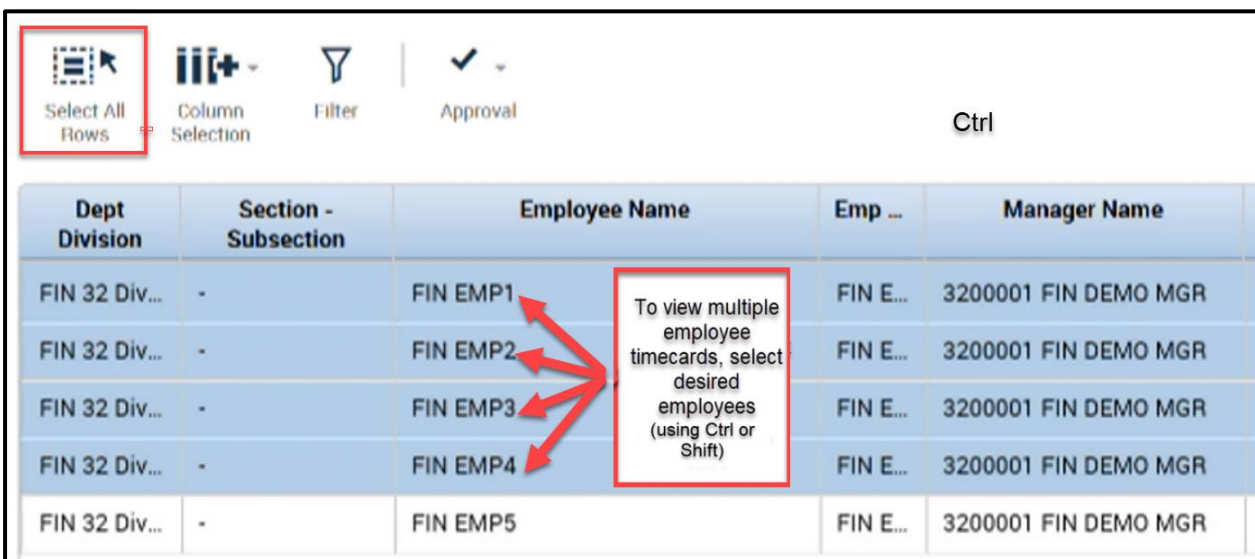 Select All
Rows
Column
Selection
Filter
Approval
Ctrl
Dept
Division
Section -
Subsection
Employee Name
Emp ...
Manager Name
FIN 32 Div... - FIN EMP1 FIN E... 3200001 FIN DEMO MGR
FIN 32 Div... - FIN EMP2 FIN E... 3200001 FIN DEMO MGR
FIN 32 Div... - FIN EMP3 FIN E... 3200001 FIN DEMO MGR
FIN 32 Div... - FIN EMP4 FIN E... 3200001 FIN DEMO MGR
FIN 32 Div... - FIN EMP5 FIN E... 3200001 FIN DEMO MGR
To view multiple
employee
timecards, select
desired
employees
(using Ctrl or
Shift)